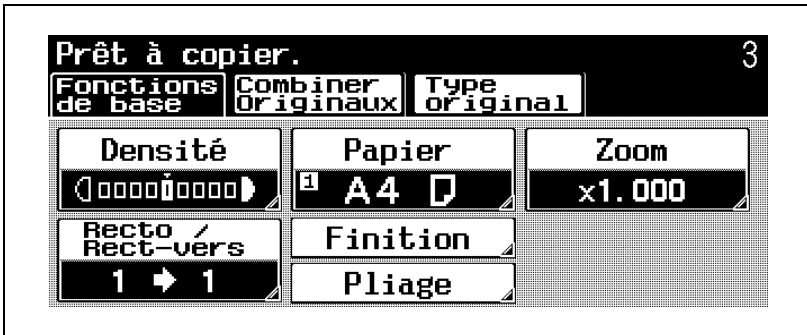 Prêt à copier. 3
Fonctions de base
Combiner Originaux
Type original
Densité
Papier
1 A4
Zoom
x1.000
Recto / Rect-vers
1 → 1
Finition
Pliage